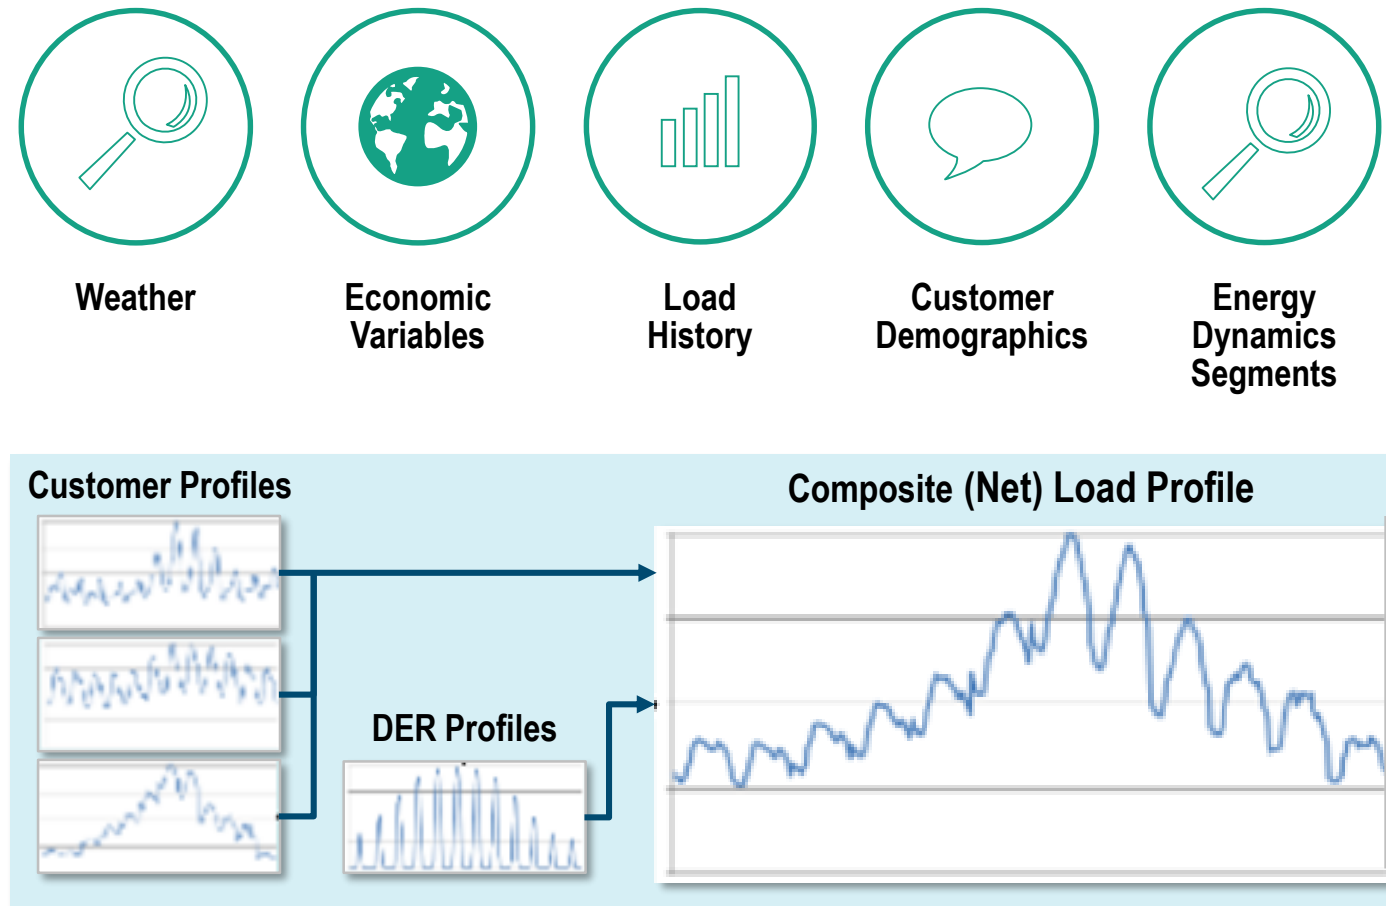 Weather
Economic
Variables
Load
History
Customer
Demographics
Energy
Dynamics
Segments
Customer Profiles
Composite (Net) Load Profile
DER Profiles